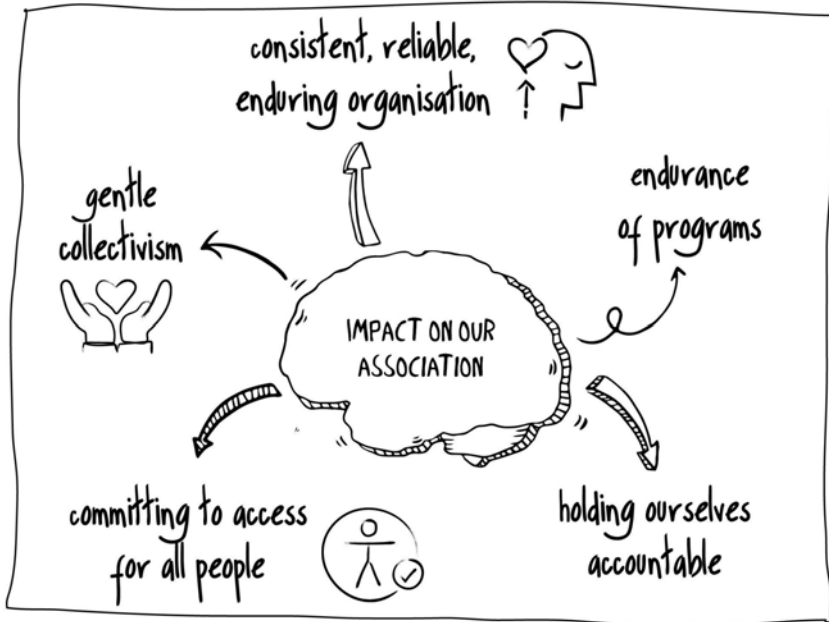 consistent, reliable,
enduring organisation
gentle
collectivism
endurance
of programs
IMPACT ON OUR
ASSOCIATION
committing to access
for all people
holding ourselves
accountable